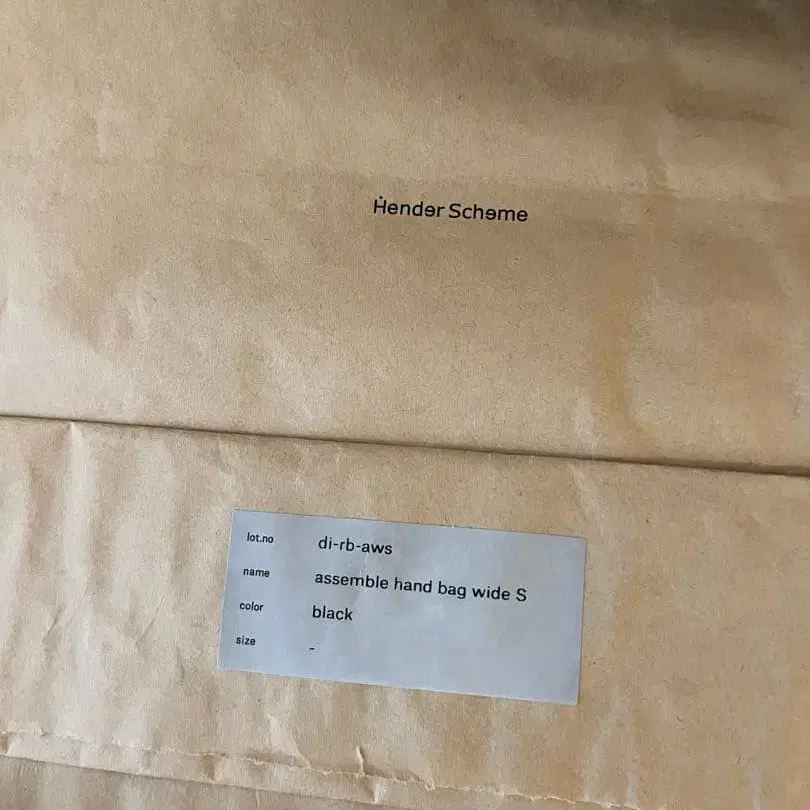 Hender Scheme
lot.no di-rb-aws
name assemble hand bag wide S
color black
size -